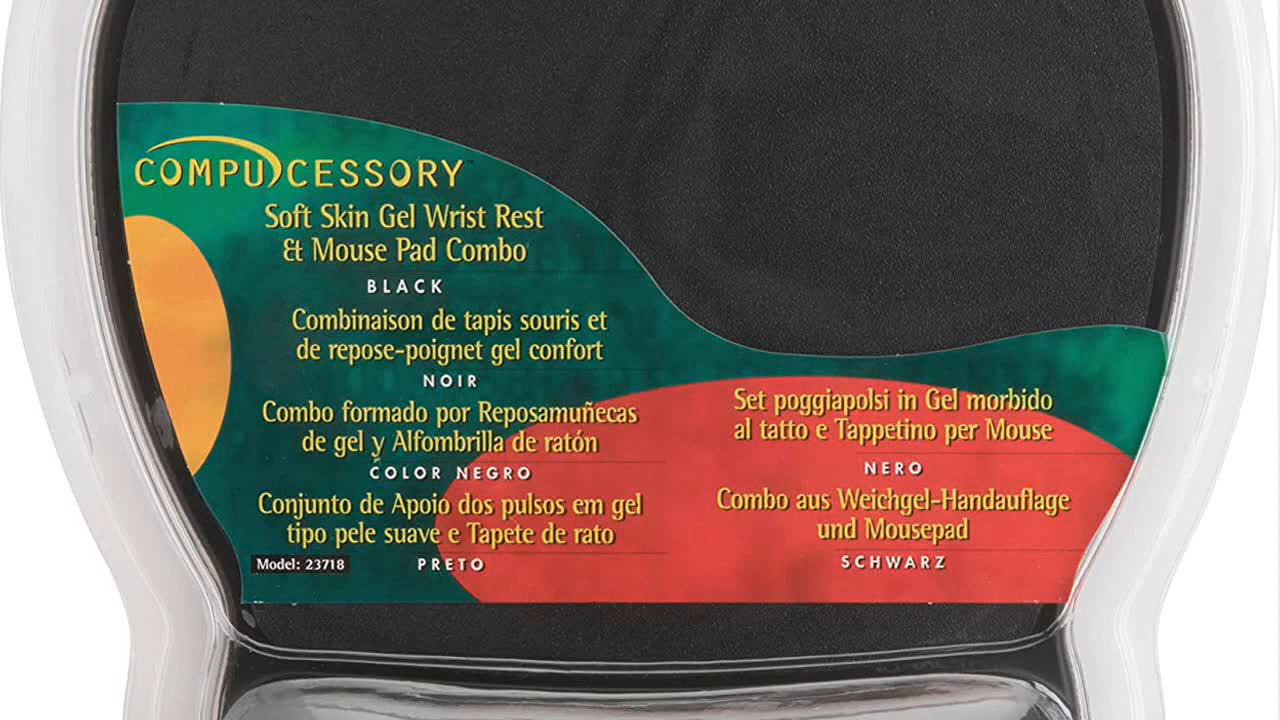 COMPUCESSORY™
Soft Skin Gel Wrist Rest
& Mouse Pad Combo
BLACK
Combinaison de tapis souris et
de repose-poignet gel confort
NOIR
Combo formado por Reposamuñecas
de gel y Alfombrilla de ratón
COLOR NEGRO
Conjunto de Apoio dos pulsos em gel
tipo pele suave e Tapete de rato
PRETO
Model: 23718
Set poggiapolsi in Gel morbido
al tatto e Tappetino per Mouse
NERO
Combo aus Weichgel-Handauflage
und Mousepad
SCHWARZ